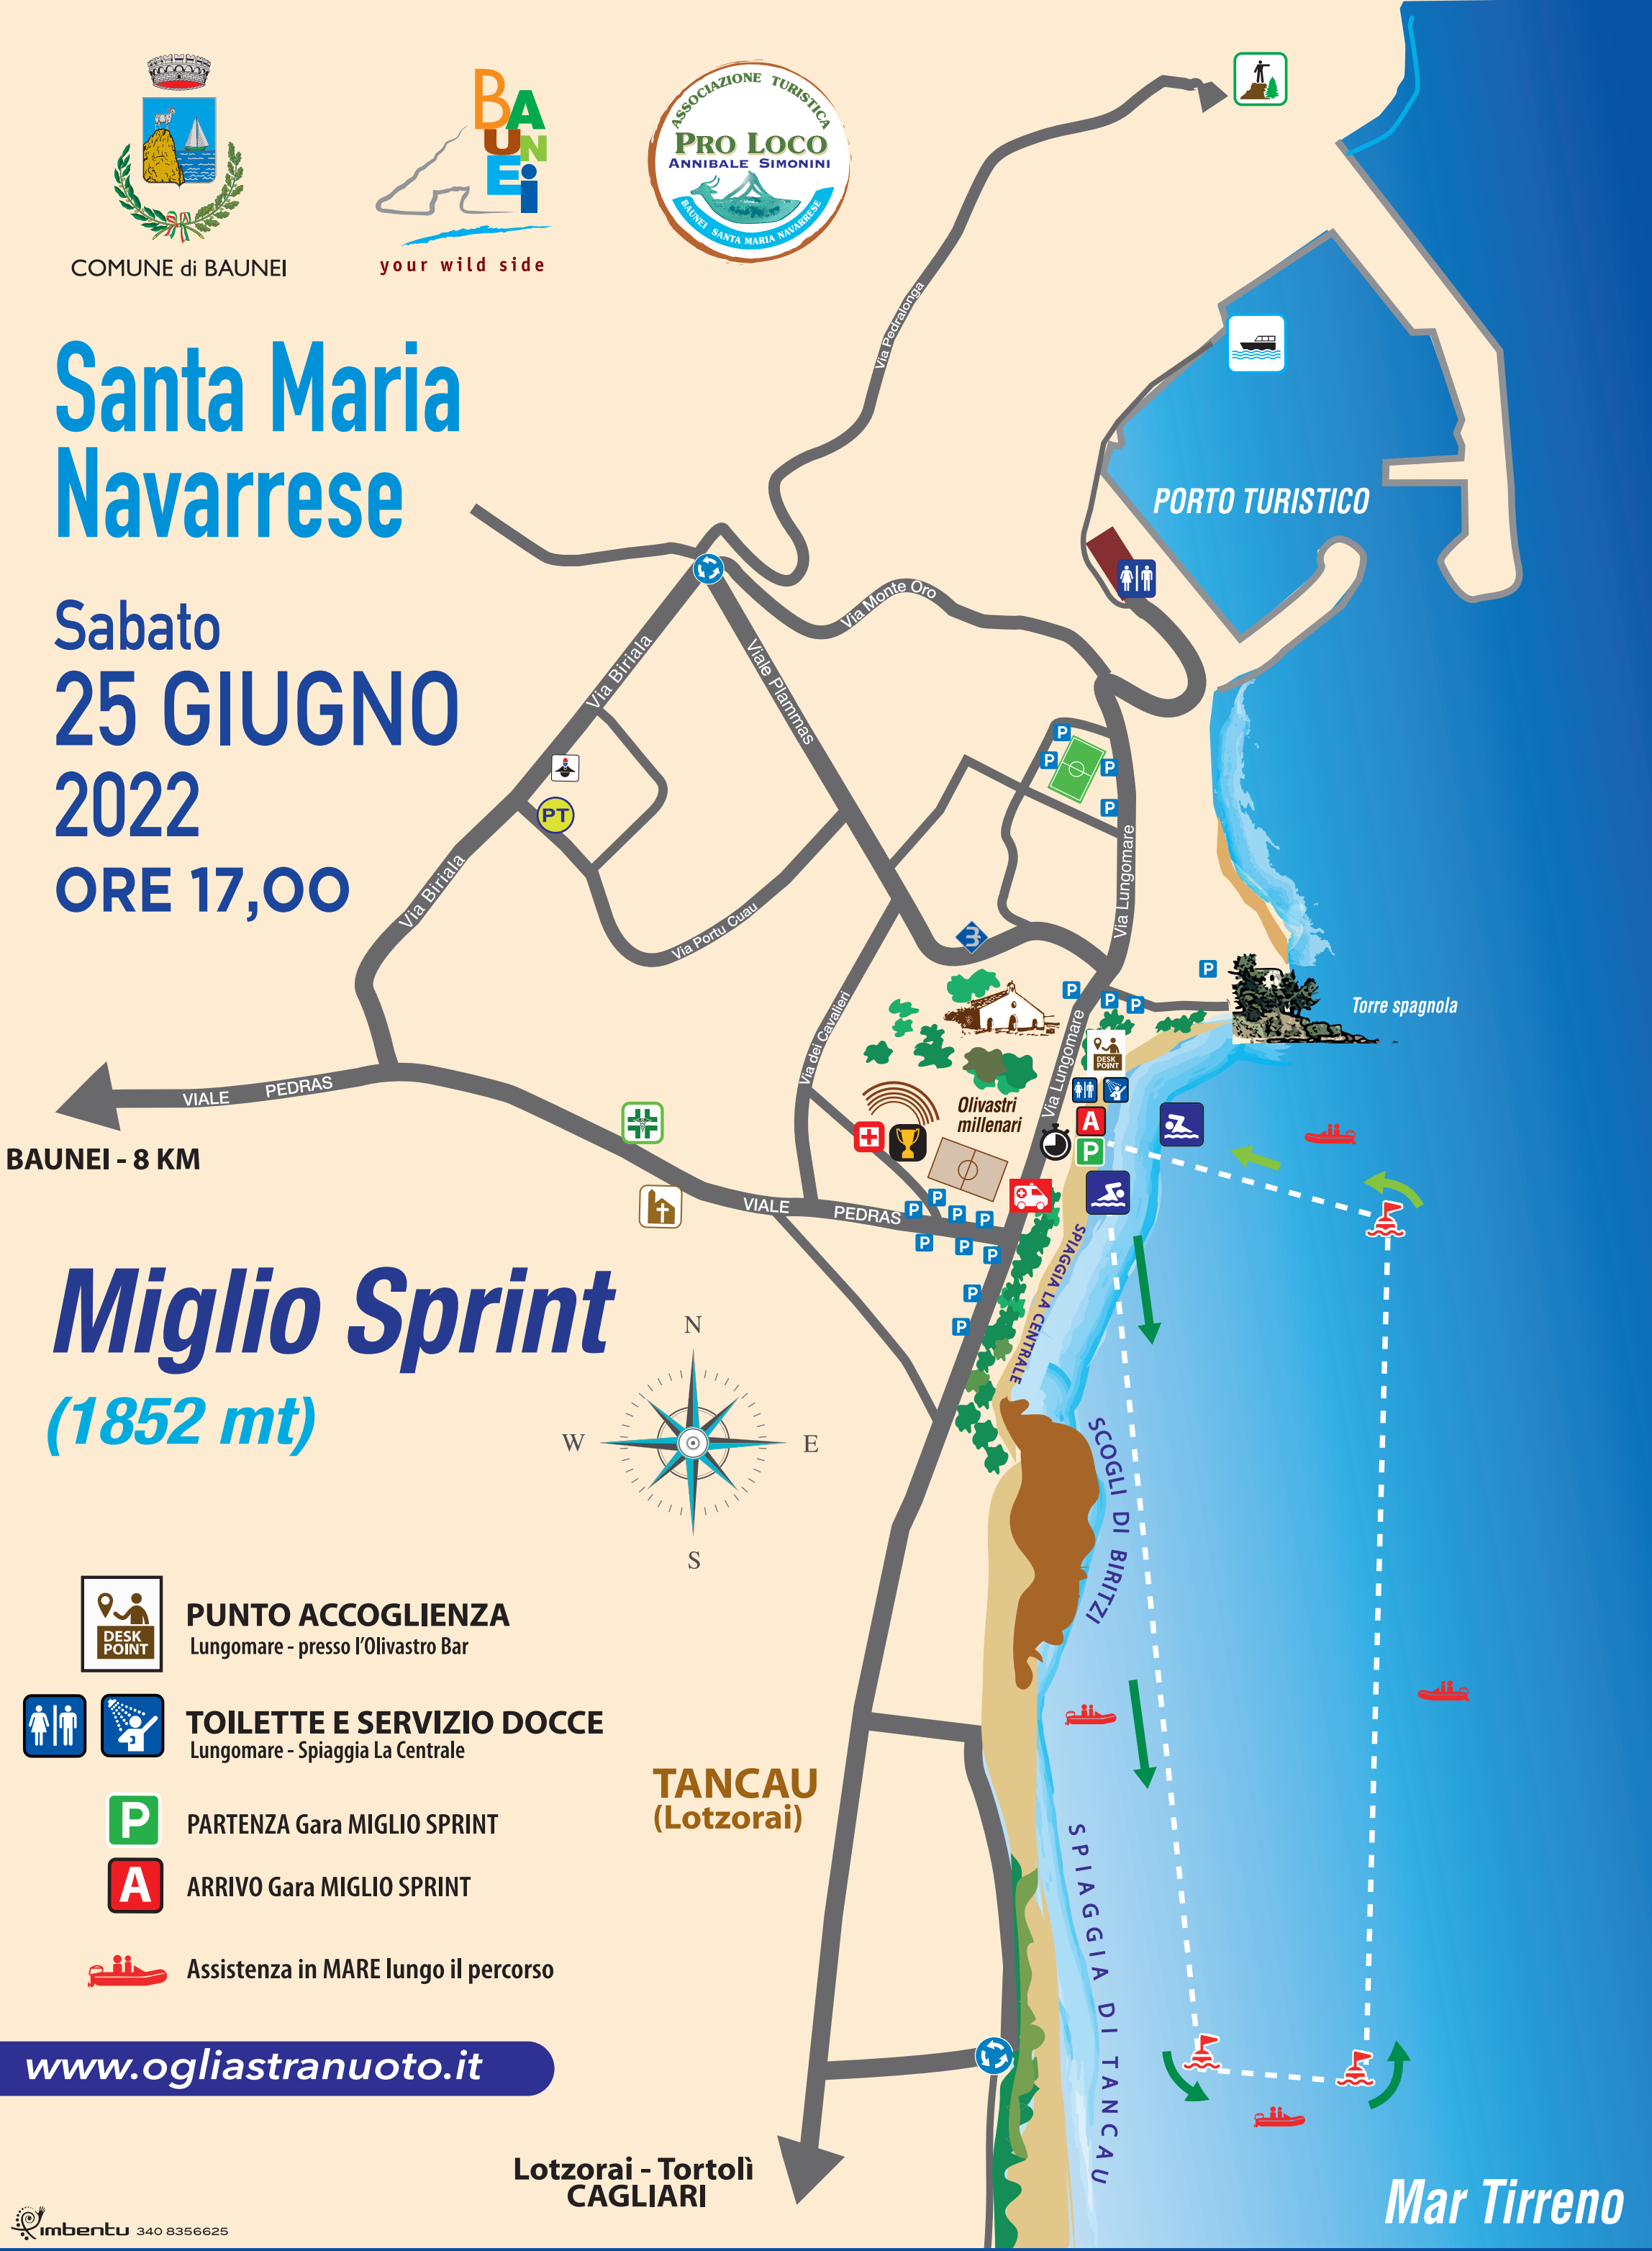 COMUNE di BAUNEI
BAUNEi
your wild side
ASSOCIAZIONE TURISTICA
PRO LOCO
ANNIBALE SIMONINI
BAUNEI SANTA MARIA NAVARRESE
Santa Maria
Navarrese
Sabato
25 GIUGNO
2022
ORE 17,00
Via Pedralonga
PORTO TURISTICO
Via Monte Oro
Via Biriala
Viale Plammas
P
P
P
P
PT
Via Biriala
Via Lungomare
Via Portu Cuau
3
P
Torre spagnola
P
P
P
Via dei Cavalieri
Via Lungomare
DESK
POINT
VIALE PEDRAS
BAUNEI - 8 KM
Olivastri
millenari
A
P
VIALE PEDRAS
P
P
P
P
P
P
P
P
P
SPIAGGIA LA CENTRALE
Miglio Sprint
(1852 mt)
N
W
E
S
SCOGLI DI BIRITZI
DESK
POINT
PUNTO ACCOGLIENZA
Lungomare - presso l'Olivastro Bar
TOILETTE E SERVIZIO DOCCE
Lungomare - Spiaggia La Centrale
P
PARTENZA Gara MIGLIO SPRINT
A
ARRIVO Gara MIGLIO SPRINT
Assistenza in MARE lungo il percorso
TANCAU
(Lotzorai)
SPIAGGIA DI TANCAU
www.ogliastranuoto.it
Lotzorai - Tortolì
CAGLIARI
Mar Tirreno
imbentu 340 8356625